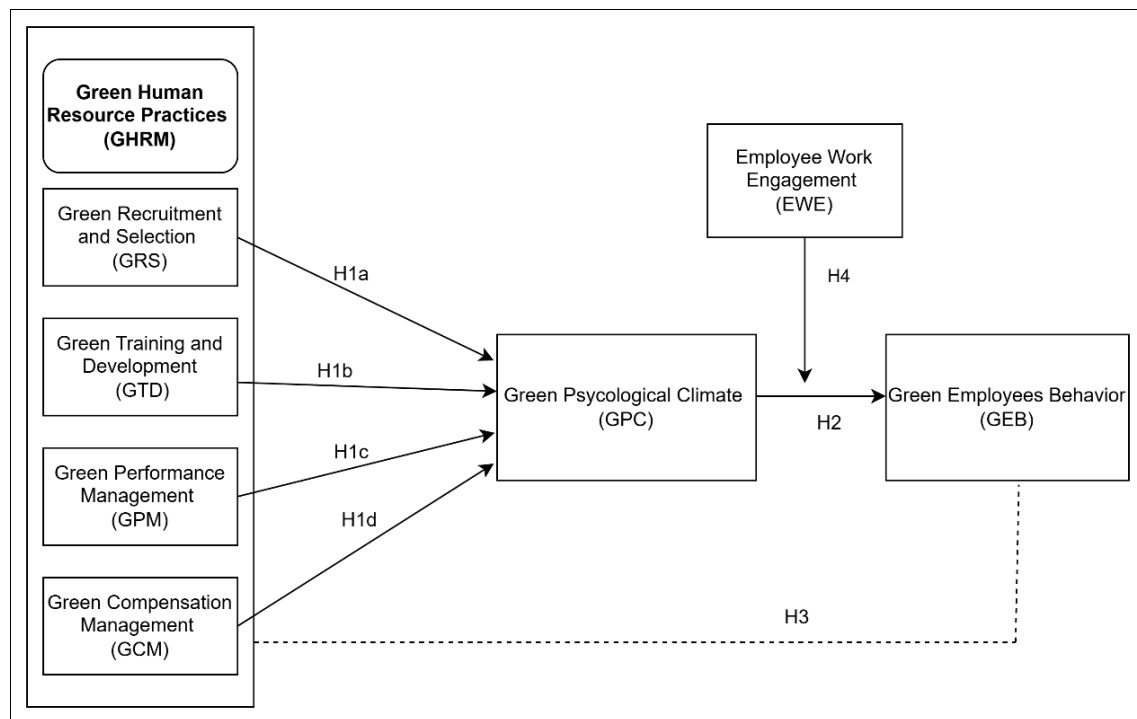 Green Human
Resource Practices
(GHRM)
Green Recruitment
and Selection
(GRS)
Green Training and
Development
(GTD)
Green Performance
Management
(GPM)
Green Compensation
Management
(GCM)
H1a
H1b
H1c
H1d
Green Psycological Climate
(GPC)
Employee Work
Engagement
(EWE)
H4
H2
Green Employees Behavior
(GEB)
H3